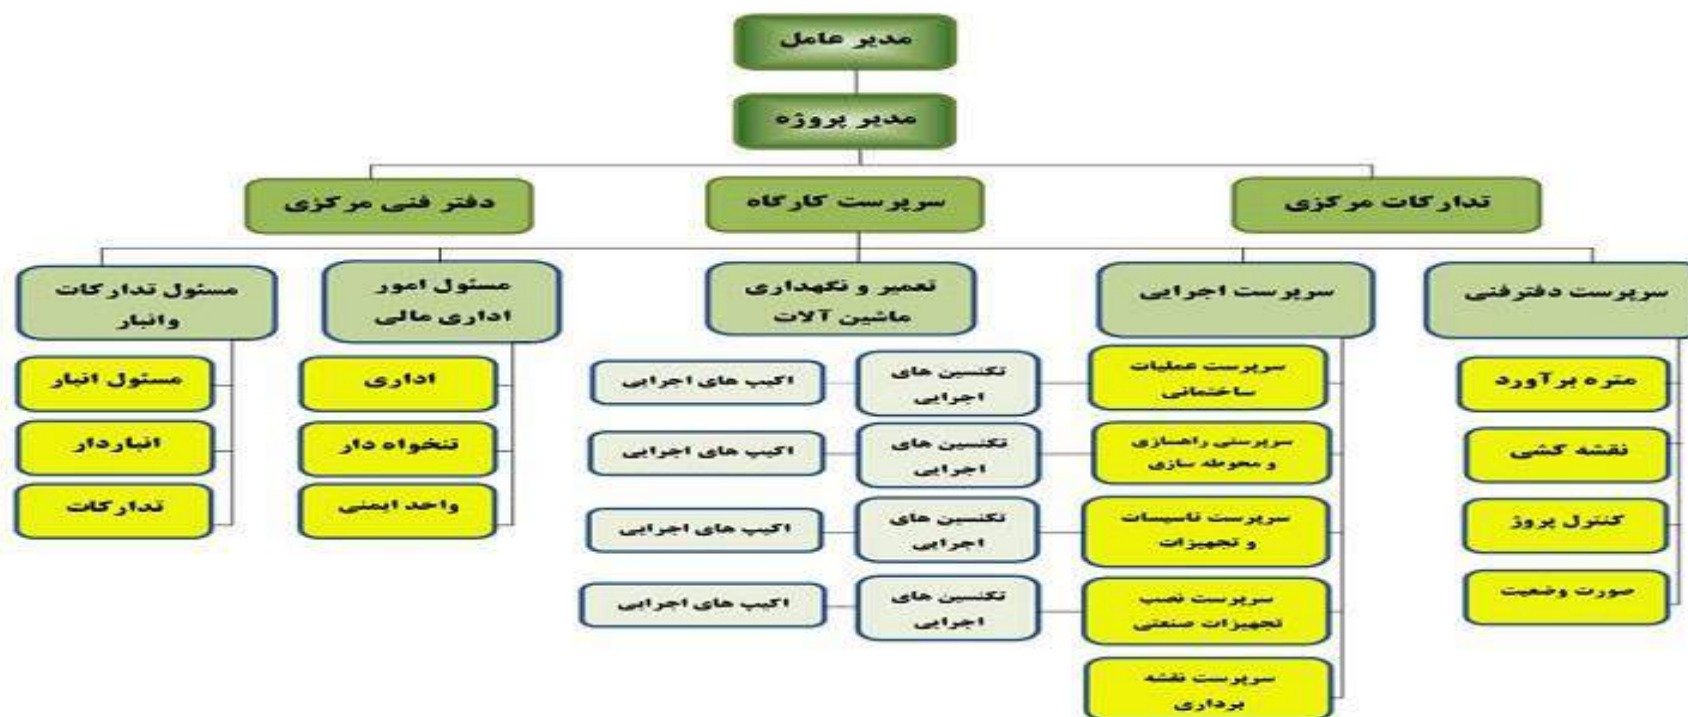 مدیر عامل
مدیر پروژه
تدارکات مرکزی
سرپرست کارگاه
دفتر فنی مرکزی
سرپرست دفترفنی
سرپرست اجرایی
تعمیر و نگهداری
ماشین آلات
مسئول امور
اداری مالی
مسئول تدارکات
وانبار
متره برآورد
نقشه کشی
کنترل پروژ
صورت وضعیت
سرپرست عملیات
ساختمانی
تکنسین های
اجرایی
اکیپ های اجرایی
سرپرستی راهسازی
و محوطه سازی
تکنسین های
اجرایی
اکیپ های اجرایی
سرپرست تاسیسات
و تجهیزات
تکنسین های
اجرایی
اکیپ های اجرایی
سرپرست نصب
تجهیزات صنعتی
تکنسین های
اجرایی
اکیپ های اجرایی
سرپرست نقشه
برداری
اداری
تنخواه دار
واحد ایمنی
مسئول انبار
انباردار
تدارکات